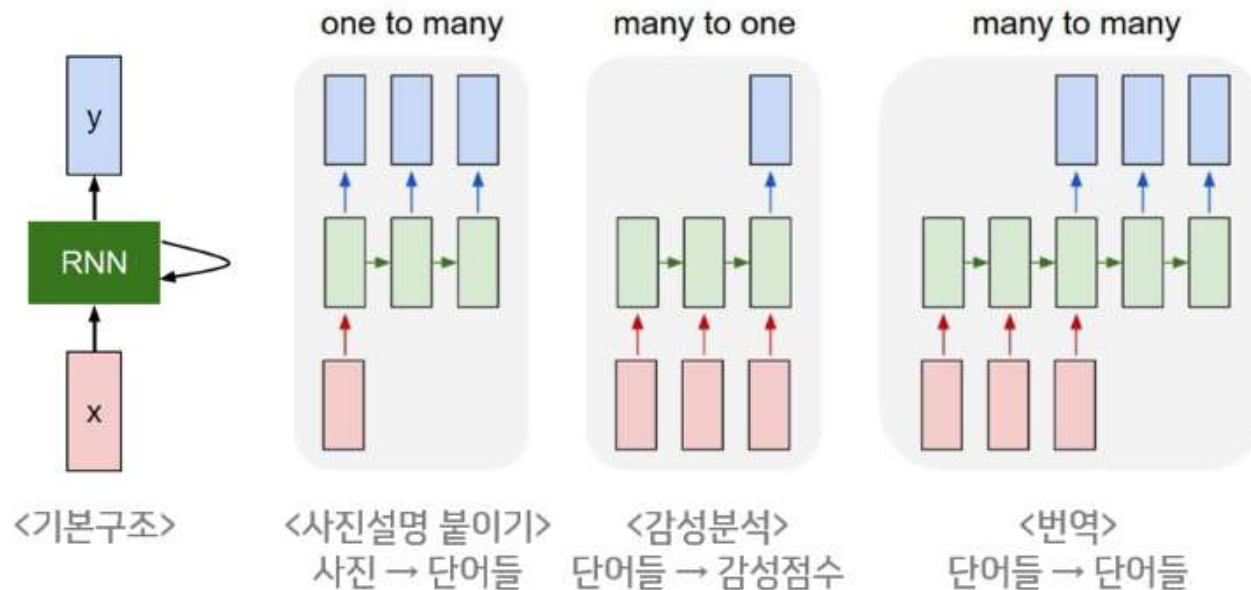 one to many
many to one
many to many
y
RNN
x
<기본구조>
<사진설명 붙이기>
사진 → 단어들
<감성분석>
단어들 → 감성점수
<번역>
단어들 → 단어들